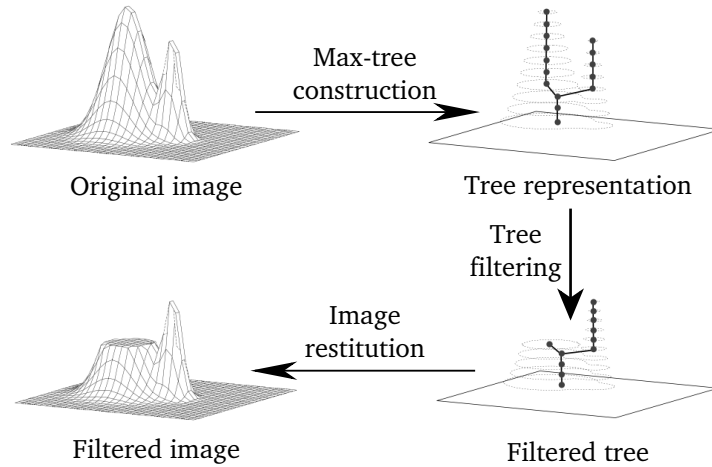 Max-tree
construction
Original image
Tree representation
Tree
filtering
Image
restitution
Filtered image
Filtered tree